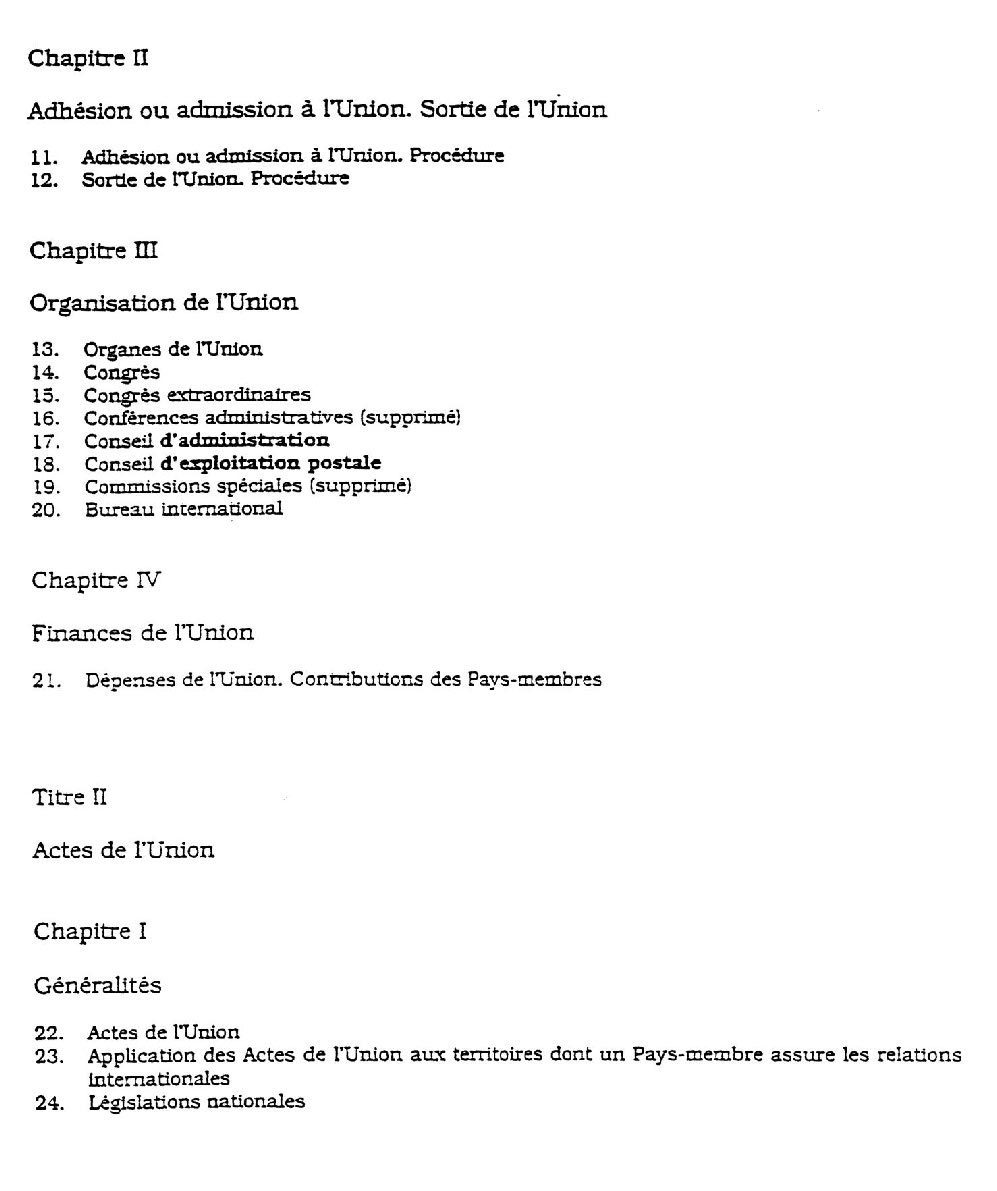 Chapitre II
Adhésion ou admission à l'Union. Sortie de l'Union
11. Adhésion ou admission à l'Union. Procédure
12. Sortie de l'Union. Procédure
Chapitre III
Organisation de l'Union
13. Organes de l'Union
14. Congrès
15. Congrès extraordinaires
16. Conférences administratives (supprimé)
17. Conseil d'administration
18. Conseil d'exploitation postale
19. Commissions spéciales (supprimé)
20. Bureau international
Chapitre IV
Finances de l'Union
21. Dépenses de l'Union. Contributions des Pays-membres
Titre II
Actes de l'Union
Chapitre I
Généralités
22. Actes de l'Union
23. Application des Actes de l'Union aux territoires dont un Pays-membre assure les relations
internationales
24. Législations nationales